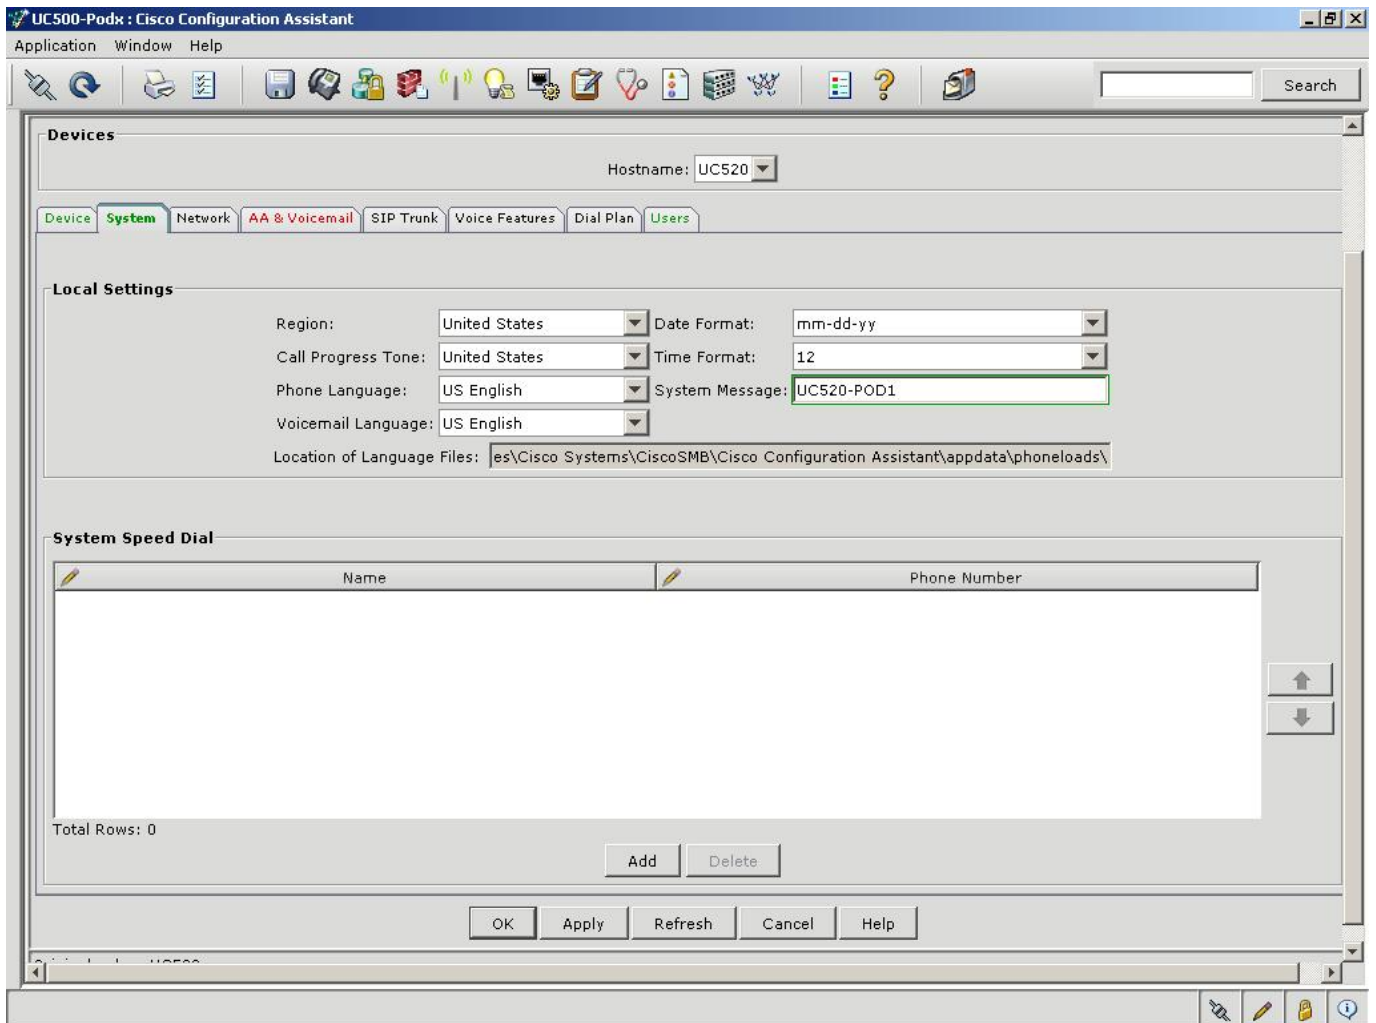 UC500-Podx : Cisco Configuration Assistant
Application Window Help
Search
Devices
Hostname: UC520
Device System Network AA & Voicemail SIP Trunk Voice Features Dial Plan Users
Local Settings
Region: United States Date Format: mm-dd-yy
Call Progress Tone: United States Time Format: 12
Phone Language: US English System Message: UC520-POD1
Voicemail Language: US English
Location of Language Files: es\Cisco Systems\CiscoSMB\Cisco Configuration Assistant\appdata\phoneloads\
System Speed Dial
Name Phone Number
Total Rows: 0
Add Delete
OK Apply Refresh Cancel Help